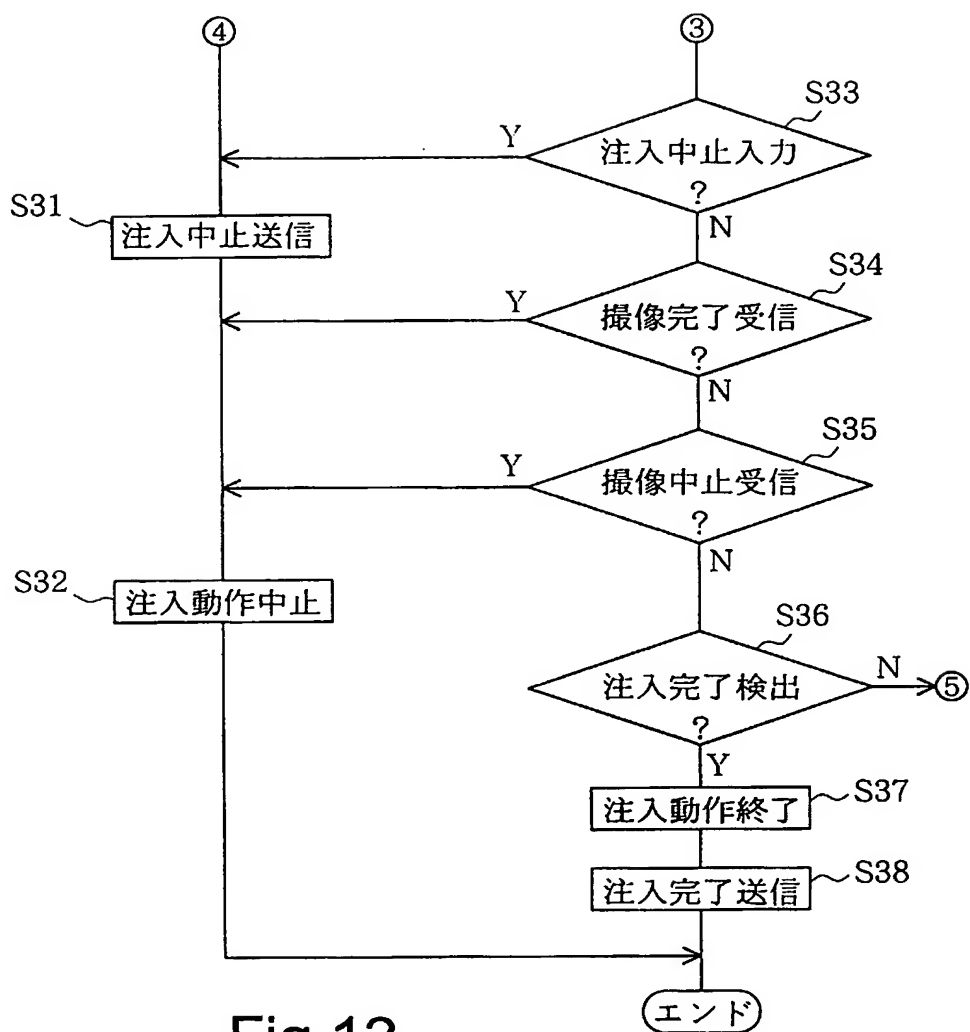 ④
③
S33
注入中止入力
?
Y
N
S31
注入中止送信
S34
撮像完了受信
?
Y
N
S35
撮像中止受信
?
Y
N
S32
注入動作中止
S36
注入完了検出
?
N
⑤
Y
S37
注入動作終了
S38
注入完了送信
エンド